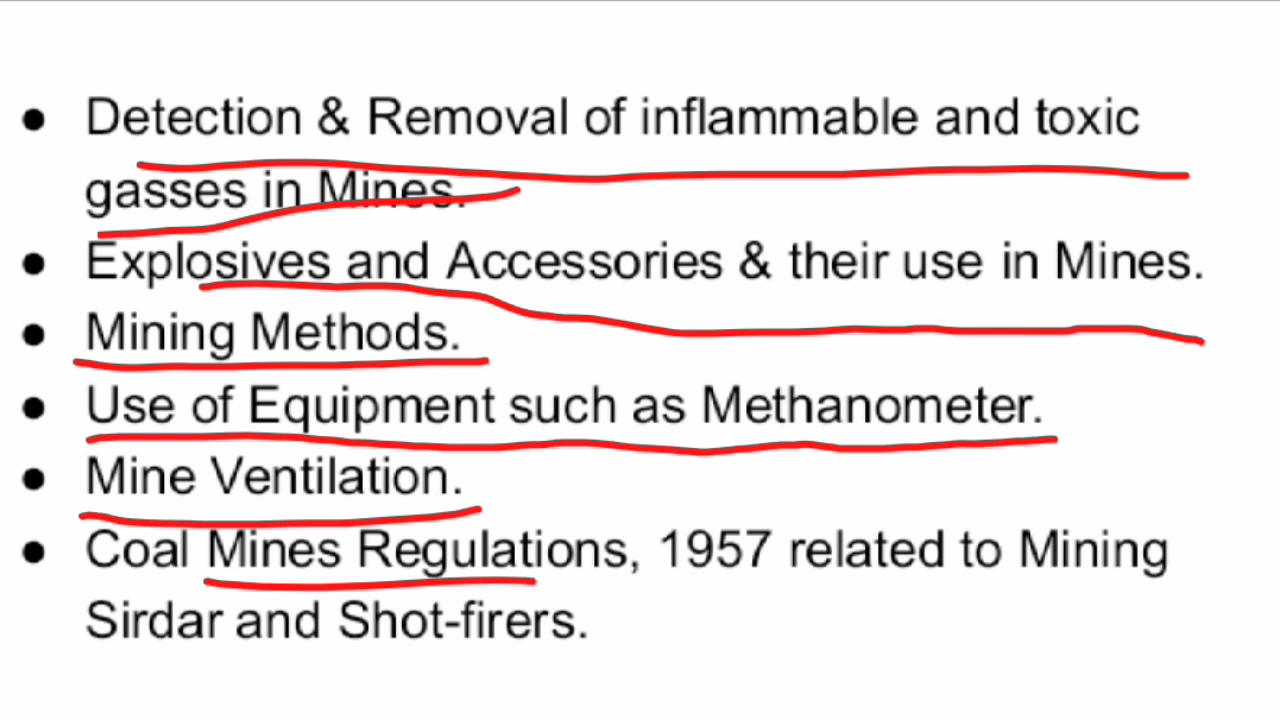 ● Detection & Removal of inflammable and toxic
gasses in Mines.
● Explosives and Accessories & their use in Mines.
● Mining Methods.
● Use of Equipment such as Methanometer.
● Mine Ventilation.
● Coal Mines Regulations, 1957 related to Mining
Sirdar and Shot-firers.